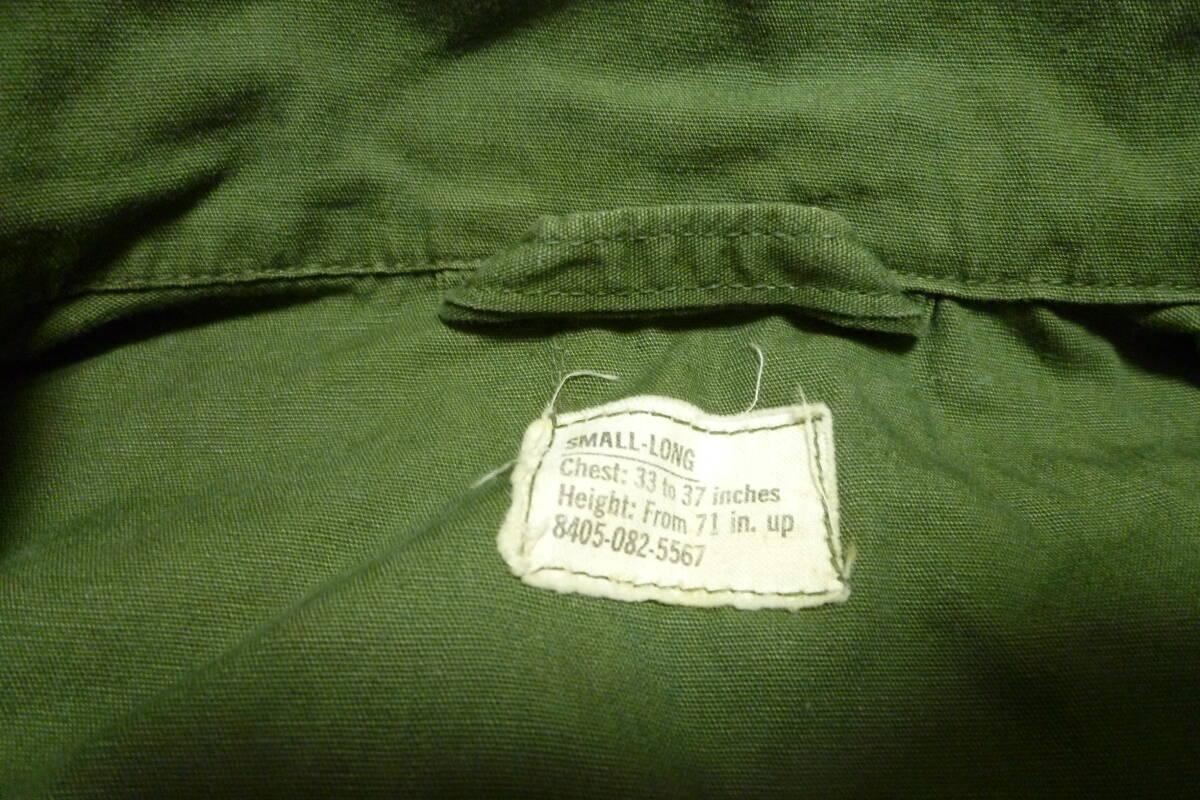 SMALL-LONG
Chest: 33 to 37 inches
Height: From 71 in. up
8405-082-5567